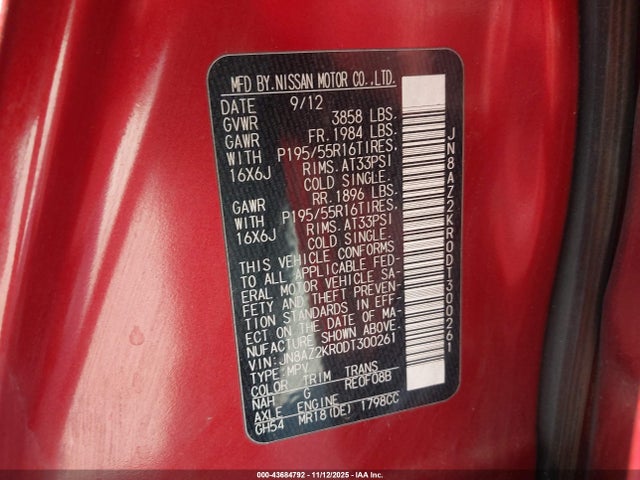 MFD BY.NISSAN MOTOR CO.,LTD.
DATE 9/12
GVWR 3858 LBS.
GAWR FR. 1984 LBS.
WITH P195/55R16TIRES,
16X6J RIMS.AT33PSI
COLD SINGLE.
GAWR RR. 1896 LBS.
WITH P195/55R16TIRES,
16X6J RIMS.AT33PSI
COLD SINGLE.
THIS VEHICLE CONFORMS
TO ALL APPLICABLE FED-
ERAL MOTOR VEHICLE SA-
FETY AND THEFT PREVEN-
TION STANDARDS IN EFF-
ECT ON THE DATE OF MA-
NUFACTURE SHOWN ABOVE.
VIN:JN8AZ2KR0DT300261
TYPE:MPV
COLOR TRIM TRANS
NAH G RE0F08B
AXLE ENGINE
GH54 MR18(DE) 1798CC
JN8AZ2KR0DT300261
000-43684792 - 11/12/2025 - IAA Inc.